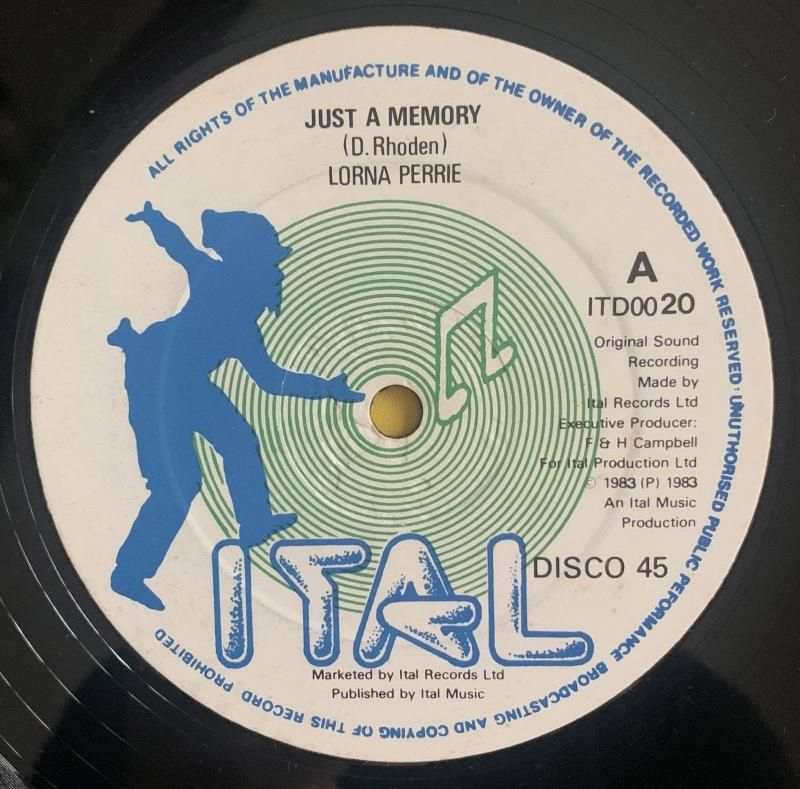 ALL RIGHTS OF THE MANUFACTURE AND OF THE OWNER OF THE RECORDED WORK RESERVED: UNAUTHORISED PUBLIC PEFORMANCE BROADCASTING AND COPYING OF THIS RECORD PROHIBITED
JUST A MEMORY
(D. Rhoden)
LORNA PERRIE
A
ITD0020
Original Sound
Recording
Made by
Ital Records Ltd
Executive Producer:
F & H Campbell
For Ital Production Ltd
© 1983 (P) 1983
An Ital Music
Production
DISCO 45
ITAL
Marketed by Ital Records Ltd
Published by Ital Music